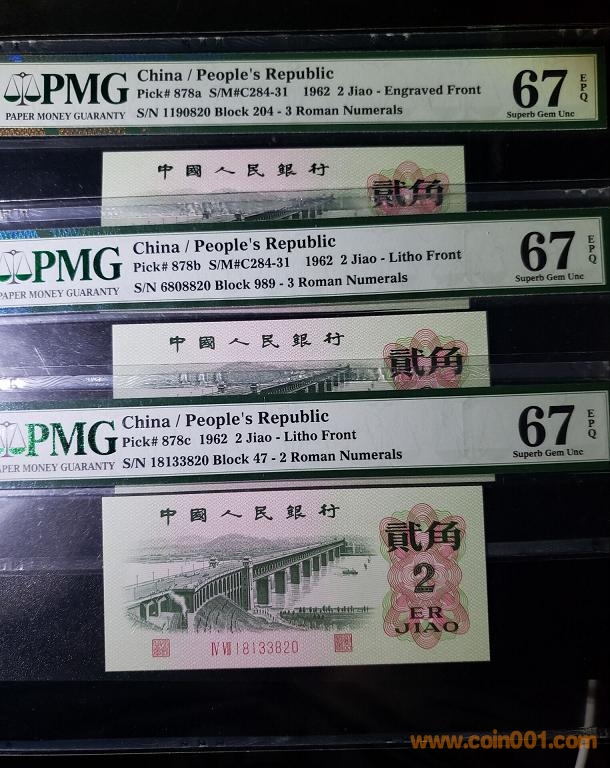 PMG
PAPER MONEY GUARANTY
China / People's Republic
Pick# 878a S/M#C284-31 1962 2 Jiao - Engraved Front
S/N 1190820 Block 204 - 3 Roman Numerals
67 EPQ
Superb Gem Unc
中國人民銀行
貳角
PMG
PAPER MONEY GUARANTY
China / People's Republic
Pick# 878b S/M#C284-31 1962 2 Jiao - Litho Front
S/N 6808820 Block 989 - 3 Roman Numerals
67 EPQ
Superb Gem Unc
中國人民銀行
貳角
PMG
PAPER MONEY GUARANTY
China / People's Republic
Pick# 878c 1962 2 Jiao - Litho Front
S/N 18133820 Block 47 - 2 Roman Numerals
67 EPQ
Superb Gem Unc
中國人民銀行
貳角
2
ER
JIAO
IV VII 18133820
www.coin001.com